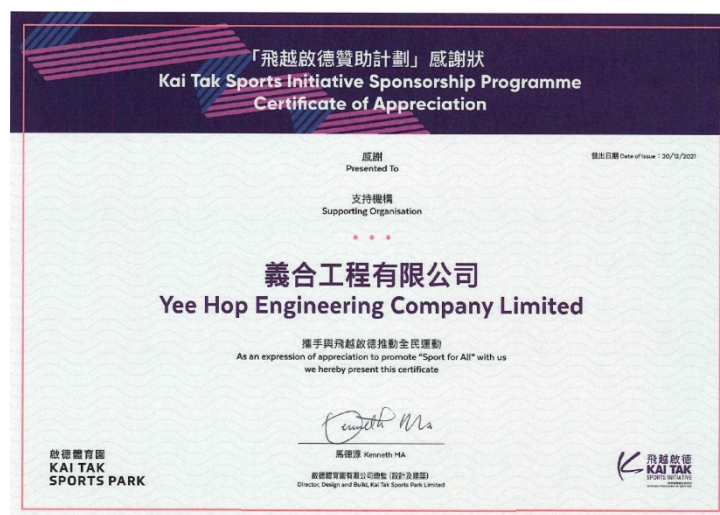 「飛越啟德贊助計劃」感謝狀
Kai Tak Sports Initiative Sponsorship Programme
Certificate of Appreciation
感謝
Presented To
發出日期 Date of Issue : 20/12/2021
支持機構
Supporting Organisation
義合工程有限公司
Yee Hop Engineering Company Limited
攜手與飛越啟德推動全民運動
As an expression of appreciation to promote "Sport for All" with us
we hereby present this certificate
Kenneth Ma
馬德源 Kenneth MA
啟德體育園有限公司總監 (設計及建築)
Director, Design and Build, Kai Tak Sports Park Limited
啟德體育園
KAI TAK
SPORTS PARK
飛越啟德
KAI TAK
SPORTS INITIATIVE